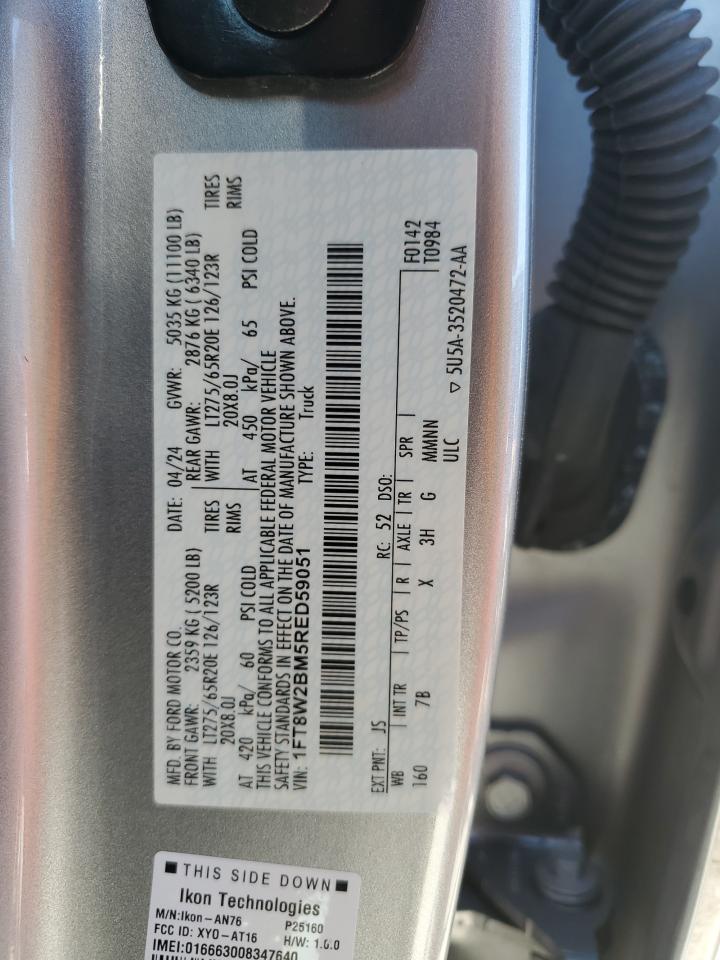 MFD. BY FORD MOTOR CO.
DATE: 04/24 GVWR: 5035 KG (11100 LB)
FRONT GAWR: 2359 KG ( 5200 LB)
REAR GAWR: 2876 KG ( 6340 LB)
WITH LT275/65R20E 126/123R TIRES
WITH LT275/65R20E 126/123R TIRES
20X8.0J RIMS
20X8.0J RIMS
AT 420 kPa/ 60 PSI COLD
AT 450 kPa/ 65 PSI COLD
THIS VEHICLE CONFORMS TO ALL APPLICABLE FEDERAL MOTOR VEHICLE
SAFETY STANDARDS IN EFFECT ON THE DATE OF MANUFACTURE SHOWN ABOVE.
VIN: 1FT8W2BM5RED59051 TYPE: Truck
EXT PNT: JS RC: 52 DSO: F0142
WB INT TR TP/PS R AXLE TR SPR T0984
160 7B X 3H G MMNN
ULC ▽ 5U5A-3520472-AA
■ THIS SIDE DOWN ■
Ikon Technologies
M/N:Ikon-AN76 P25160
FCC ID: XYO-AT16 H/W: 1.0.0
IMEI:016663008347640